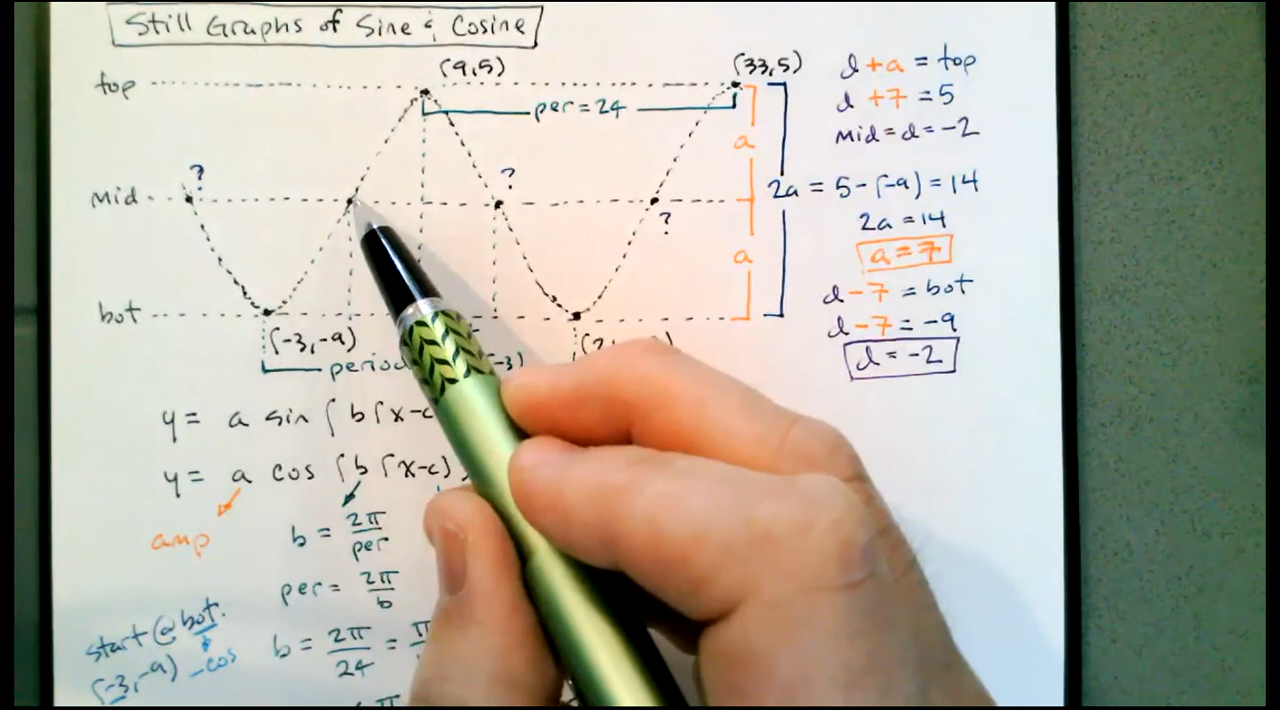 Still Graphs of Sine & Cosine
top
(9,5)
(33,5)
per = 24
a
?
?
mid
?
a
bot
(-3,-9)
period
-3)
y = a sin (b(x-c
y = a cos (b(x-c)
amp
b = 2π/per
per = 2π/b
b = 2π/24 = π
start @ bot.
(-3,-9) -cos
d + a = top
d + 7 = 5
mid = d = -2
2a = 5-(-9) = 14
2a = 14
a = 7
d - 7 = bot
d - 7 = -9
d = -2